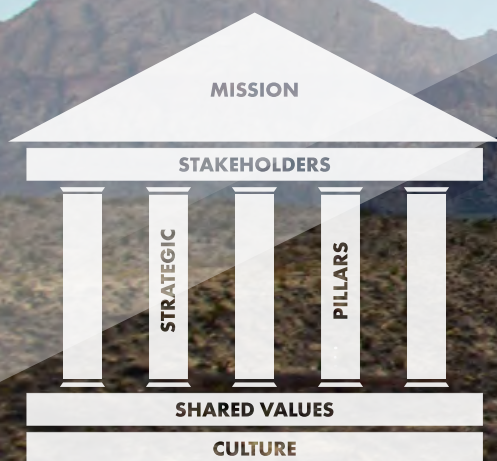 MISSION
STAKEHOLDERS
STRATEGIC
PILLARS
SHARED VALUES
CULTURE